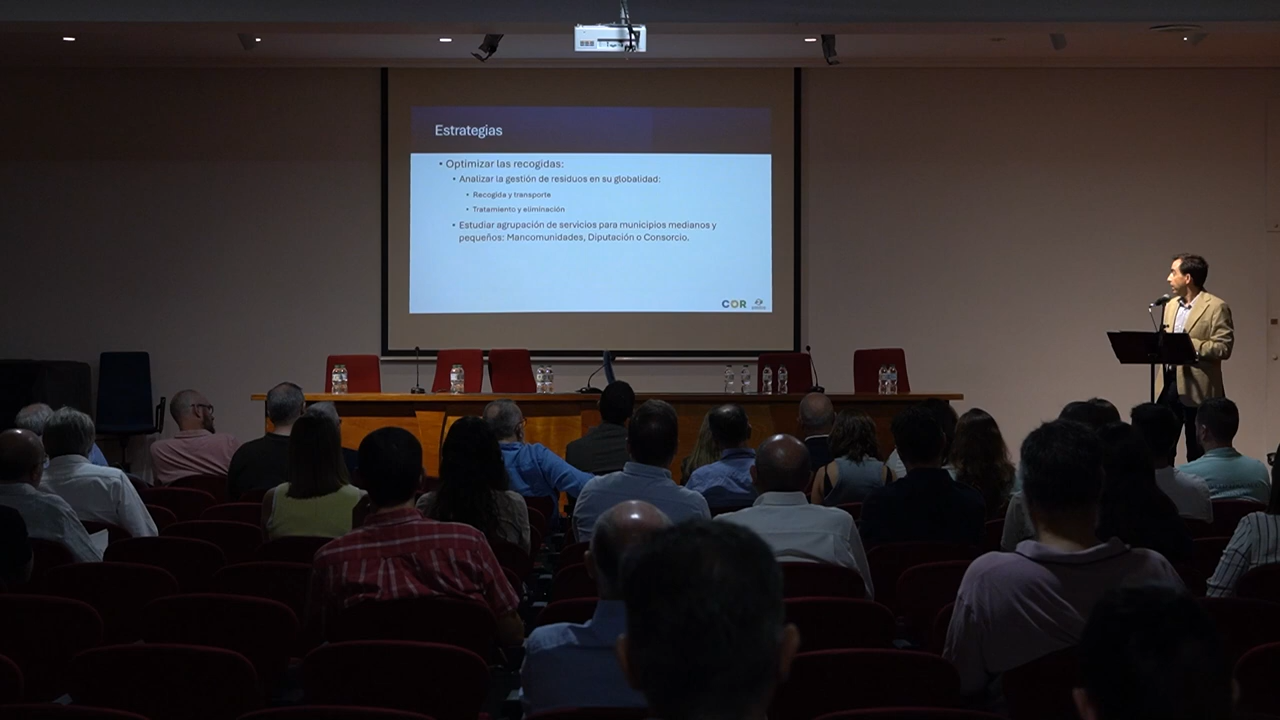 Estrategias
• Optimizar las recogidas:
• Analizar la gestión de residuos en su globalidad:
• Recogida y transporte
• Tratamiento y eliminación
• Estudiar agrupación de servicios para municipios medianos y
pequeños: Mancomunidades, Diputación o Consorcio.
COR